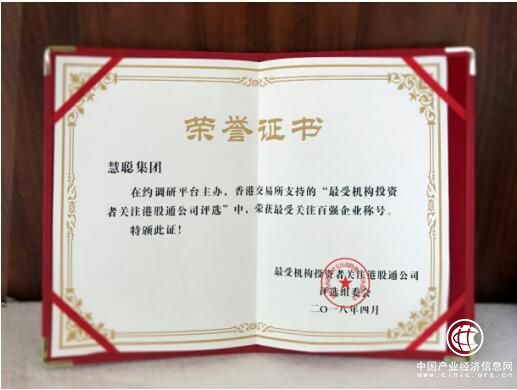 荣誉证书
慧聪集团
在约调研平台主办，香港交易所支持的“最受机构投资
者关注港股通公司评选”中，荣获最受关注百强企业称号。
特颁此证！
最受机构投资者关注港股通公司
评选组委会
二〇一八年四月
中国产业经济信息网
www.cinic.org.cn